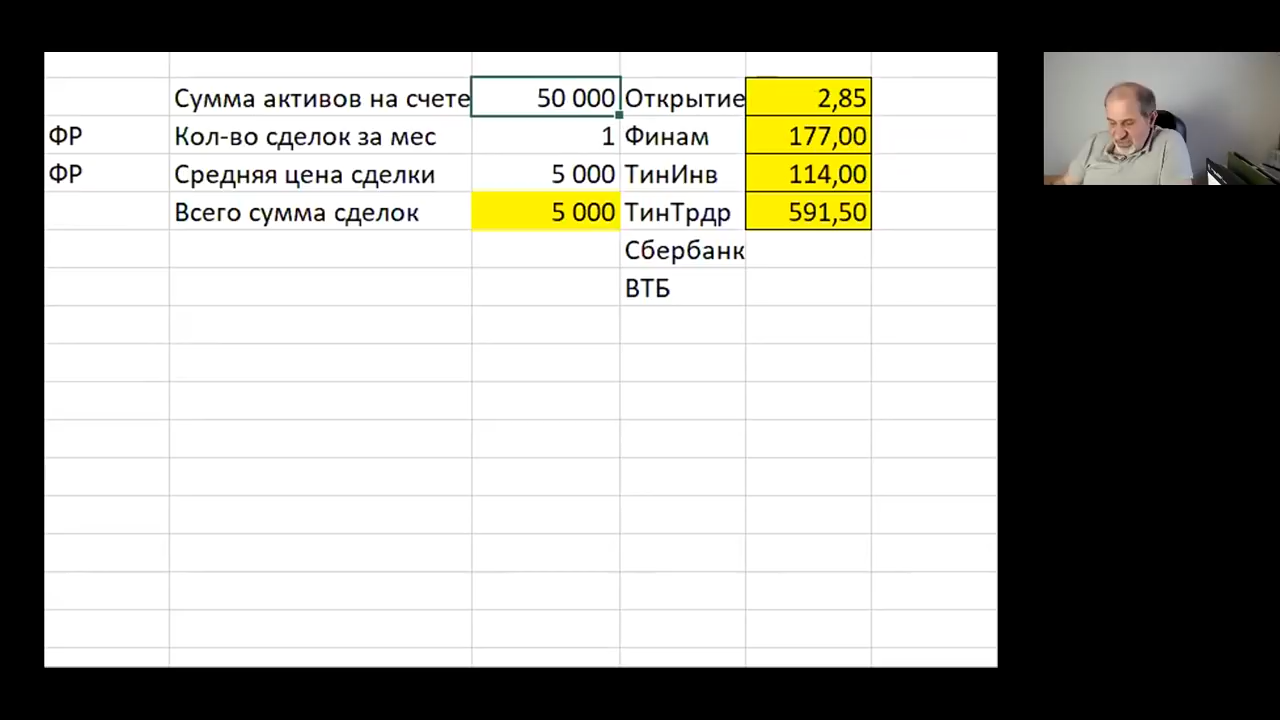 Сумма активов на счете 50 000 Открытие 2,85
ФР Кол-во сделок за мес 1 Финам 177,00
ФР Средняя цена сделки 5 000 ТинИнв 114,00
Всего сумма сделок 5 000 ТинТрдр 591,50
Сбербанк
ВТБ